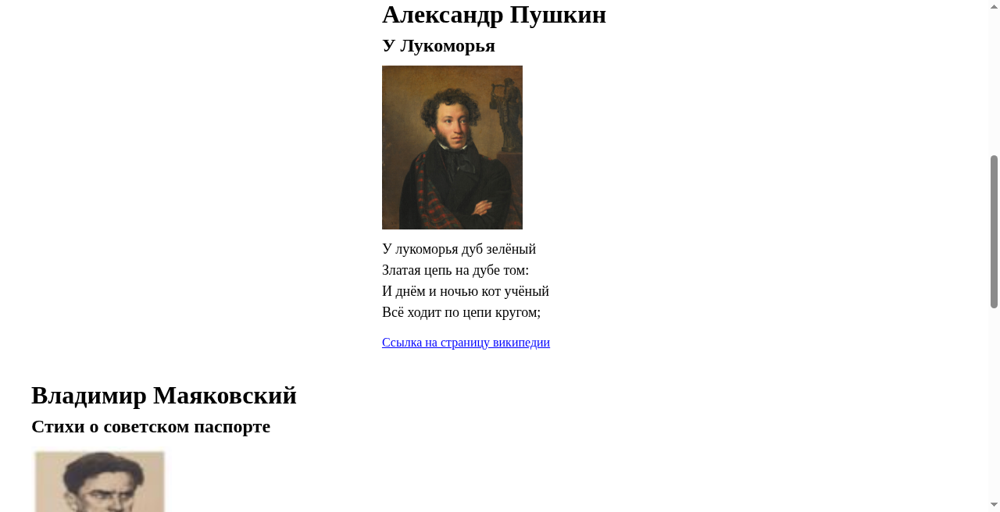 Александр Пушкин
У Лукоморья
У лукоморья дуб зелёный
Златая цепь на дубе том:
И днём и ночью кот учёный
Всё ходит по цепи кругом;
Ссылка на страницу википедии
Владимир Маяковский
Стихи о советском паспорте